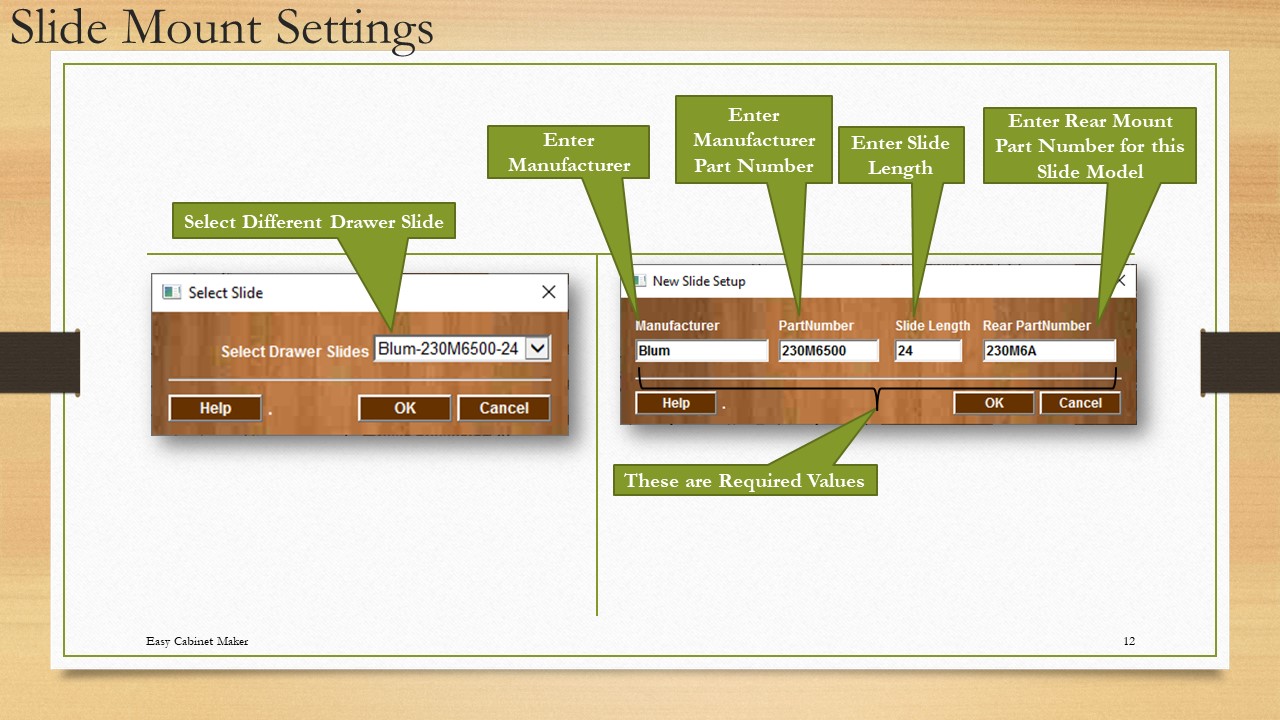 Slide Mount Settings
Enter
Manufacturer
Enter
Manufacturer
Part Number
Enter Slide
Length
Enter Rear Mount
Part Number for this
Slide Model
Select Different Drawer Slide
Select Slide
Select Drawer Slides Blum-230M6500-24
Help . OK Cancel
New Slide Setup
Manufacturer PartNumber Slide Length Rear PartNumber
Blum 230M6500 24 230M6A
Help . OK Cancel
These are Required Values
Easy Cabinet Maker 12